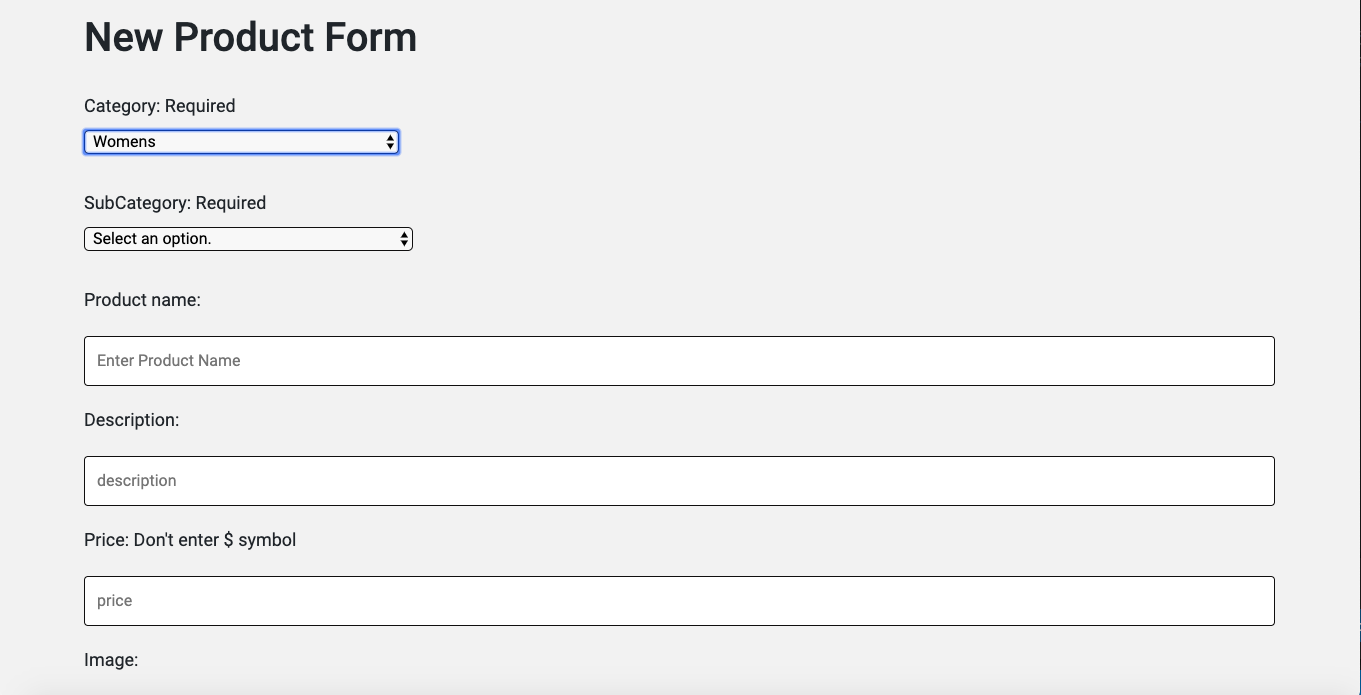 New Product Form
Category: Required
Womens
SubCategory: Required
Select an option.
Product name:
Enter Product Name
Description:
description
Price: Don't enter $ symbol
price
Image: